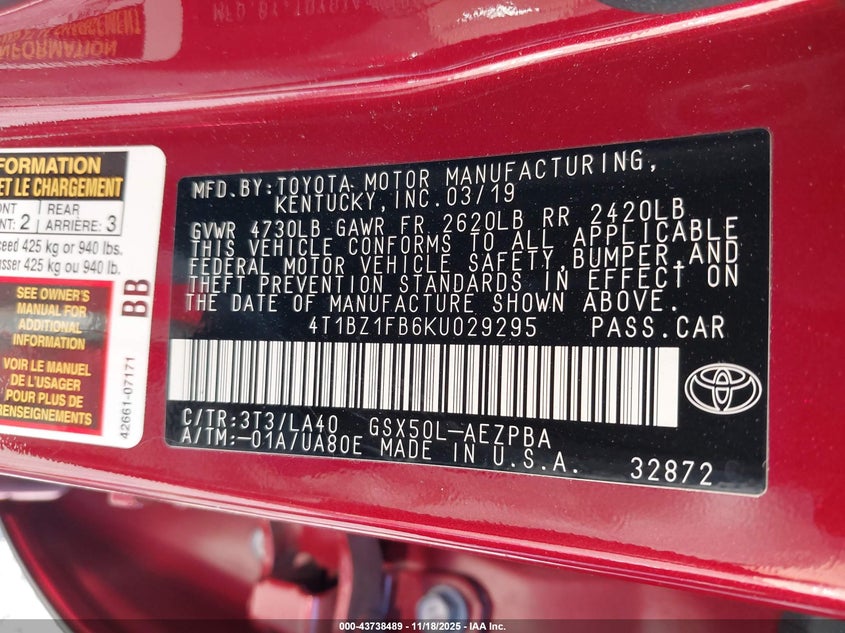 FORMATION
ET LE CHARGEMENT
REAR
2 ARRIÈRE: 3
425 kg or 940 lbs.
425 kg ou 940 lb.
SEE OWNER'S
MANUAL FOR
ADDITIONAL
INFORMATION
VOIR LE MANUEL
DE L'USAGER
POUR PLUS DE
RENSEIGNEMENTS
BB
42661-07171
MFD.BY:TOYOTA MOTOR MANUFACTURING,
KENTUCKY,INC.03/19
GVWR 4730LB GAWR FR 2620LB RR 2420LB
THIS VEHICLE CONFORMS TO ALL APPLICABLE
FEDERAL MOTOR VEHICLE SAFETY,BUMPER,AND
THEFT PREVENTION STANDARDS IN EFFECT ON
THE DATE OF MANUFACTURE SHOWN ABOVE.
4T1BZ1FB6KU029295 PASS.CAR
C/TR:3T3/LA40 GSX50L-AEZPBA
A/TM:-01A/UA80E MADE IN U.S.A.
32872
000-43738489 - 11/18/2025 - IAA Inc.